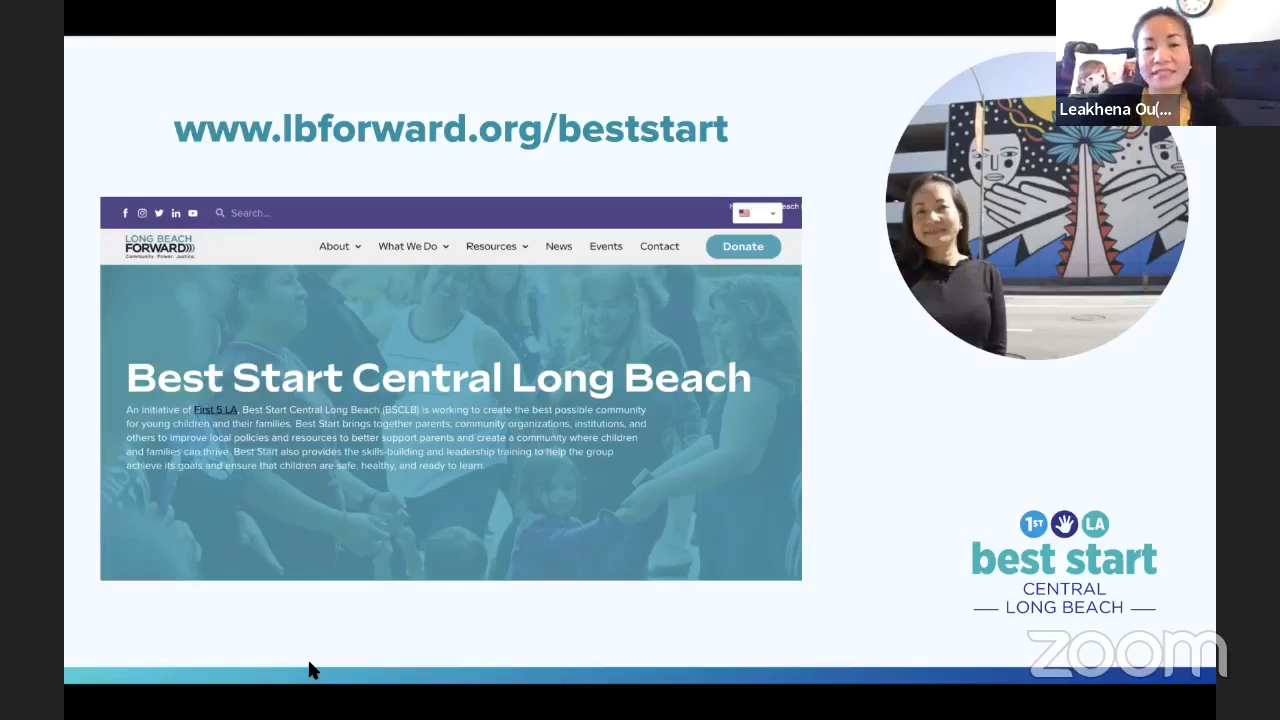 Leakhena Ou(...
www.lbforward.org/beststart
Search...
each
LONG BEACH
FORWARD
Community. Power. Justice.
About
What We Do
Resources
News
Events
Contact
Donate
Best Start Central Long Beach
An initiative of First 5 LA, Best Start Central Long Beach (BSCLB) is working to create the best possible community
for young children and their families. Best Start brings together parents, community organizations, institutions, and
others to improve local policies and resources to better support parents and create a community where children
and families can thrive. Best Start also provides the skills-building and leadership training to help the group
achieve its goals and ensure that children are safe, healthy, and ready to learn.
1ST LA
best start
CENTRAL
LONG BEACH
zoom